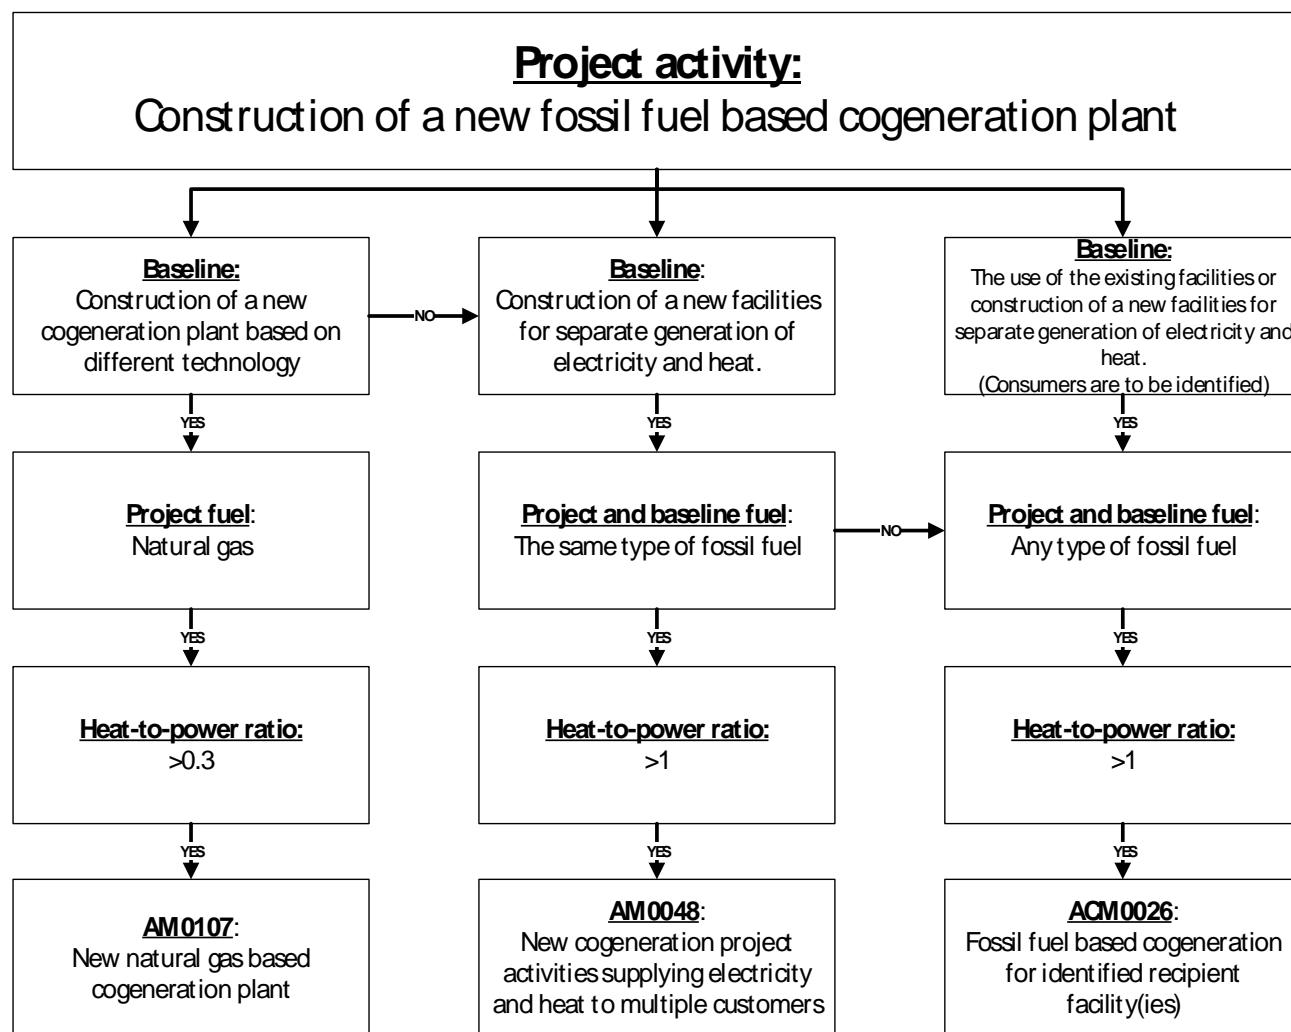 Project activity:
Construction of a new fossil fuel based cogeneration plant
Baseline:
Construction of a new
cogeneration plant based on
different technology
NO
Baseline:
Construction of a new facilities
for separate generation of
electricity and heat.
Baseline:
The use of the existing facilities or
construction of a new facilities for
separate generation of electricity and
heat.
(Consumers are to be identified)
YES
YES
YES
Project fuel:
Natural gas
Project and baseline fuel:
The same type of fossil fuel
NO
Project and baseline fuel:
Any type of fossil fuel
YES
YES
YES
Heat-to-power ratio:
>0.3
Heat-to-power ratio:
>1
Heat-to-power ratio:
>1
YES
YES
YES
AM0107:
New natural gas based
cogeneration plant
AM0048:
New cogeneration project
activities supplying electricity
and heat to multiple customers
ACM0026:
Fossil fuel based cogeneration
for identified recipient
facility(ies)